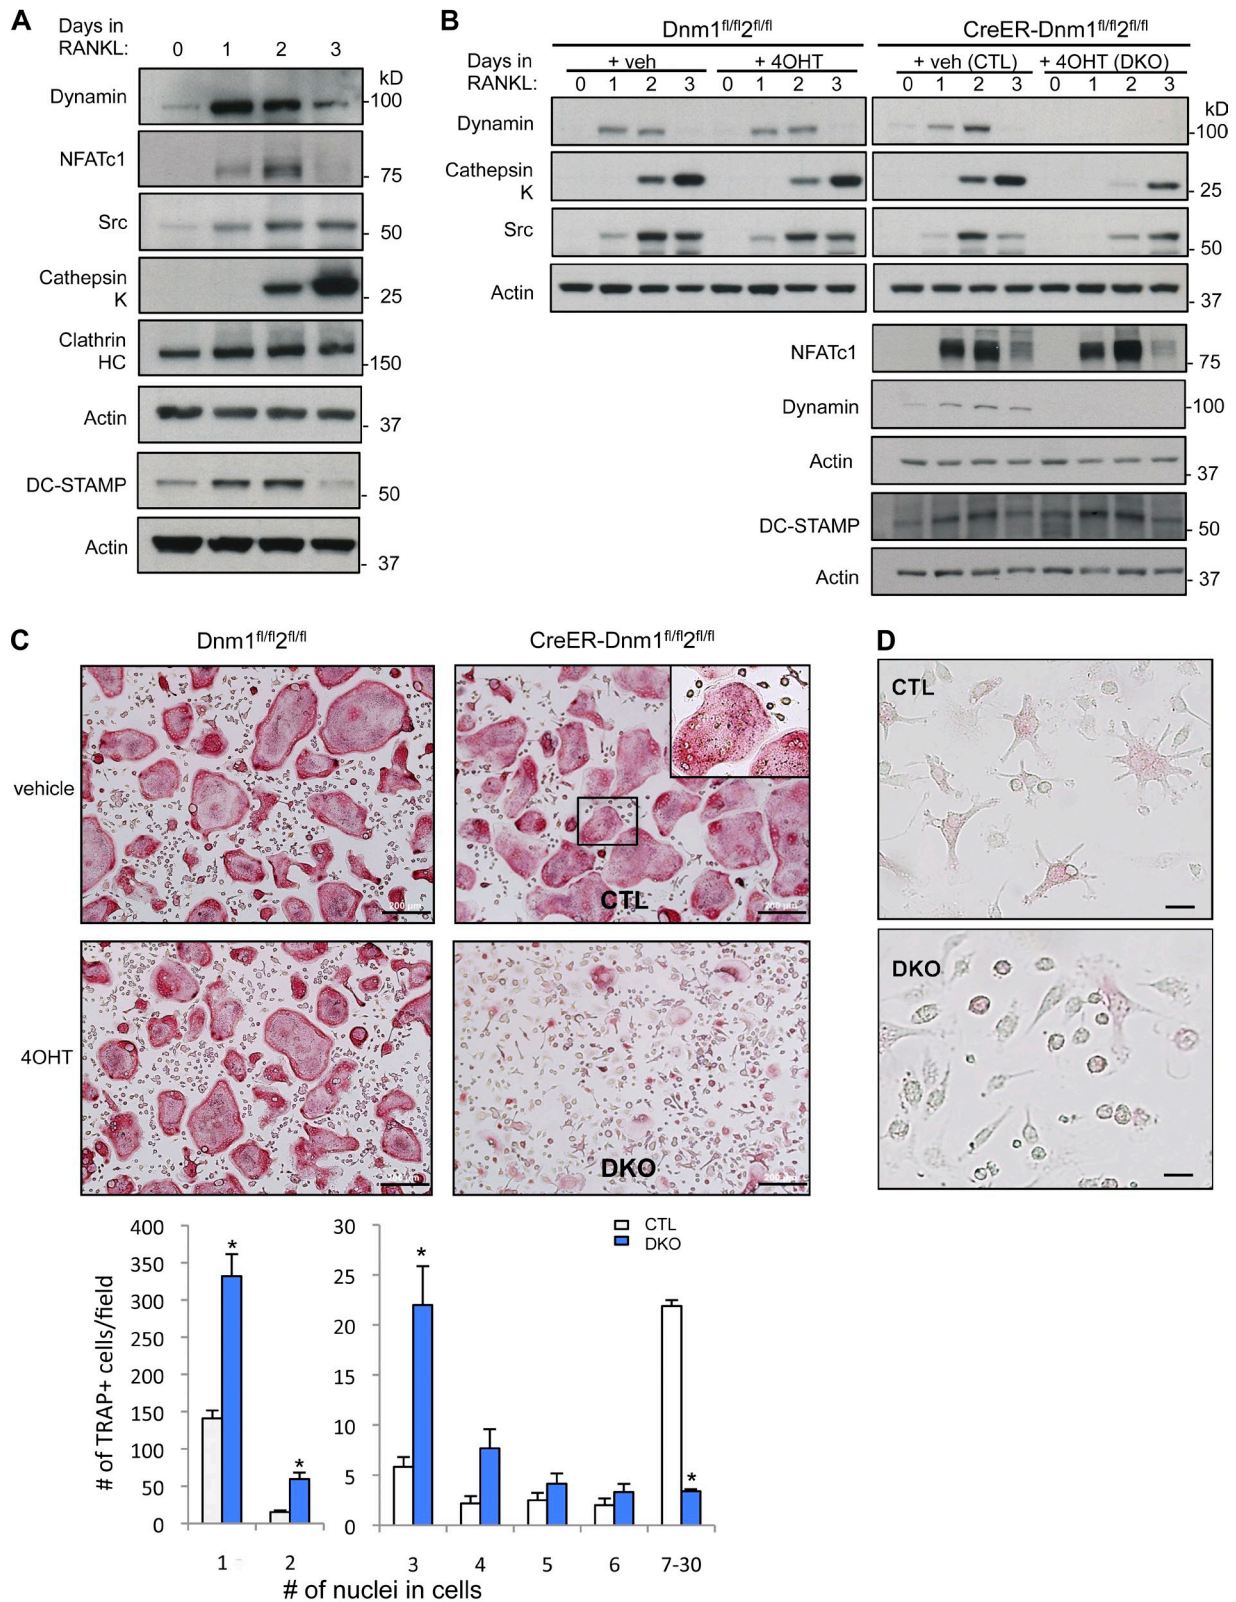 A
Days in
RANKL: 0 1 2 3
kD
Dynamin -100
NFATc1 - 75
Src - 50
Cathepsin
K - 25
Clathrin
HC -150
Actin - 37
DC-STAMP - 50
Actin - 37
B
Dnm1fl/fl2fl/fl CreER-Dnm1fl/fl2fl/fl
Days in + veh + 4OHT + veh (CTL) + 4OHT (DKO)
RANKL: 0 1 2 3 0 1 2 3 0 1 2 3 0 1 2 3
kD
Dynamin -100
Cathepsin
K - 25
Src - 50
Actin - 37
NFATc1 - 75
Dynamin -100
Actin - 37
DC-STAMP - 50
Actin - 37
C
Dnm1fl/fl2fl/fl CreER-Dnm1fl/fl2fl/fl
vehicle
200 µm
CTL
200 µm
4OHT
DKO
D
CTL
DKO
# of TRAP+ cells/field
400
350
300
250
200
150
100
50
0
* *
1 2
30
25
20
15
10
5
0
* *
3 4 5 6 7-30
CTL
DKO
# of nuclei in cells